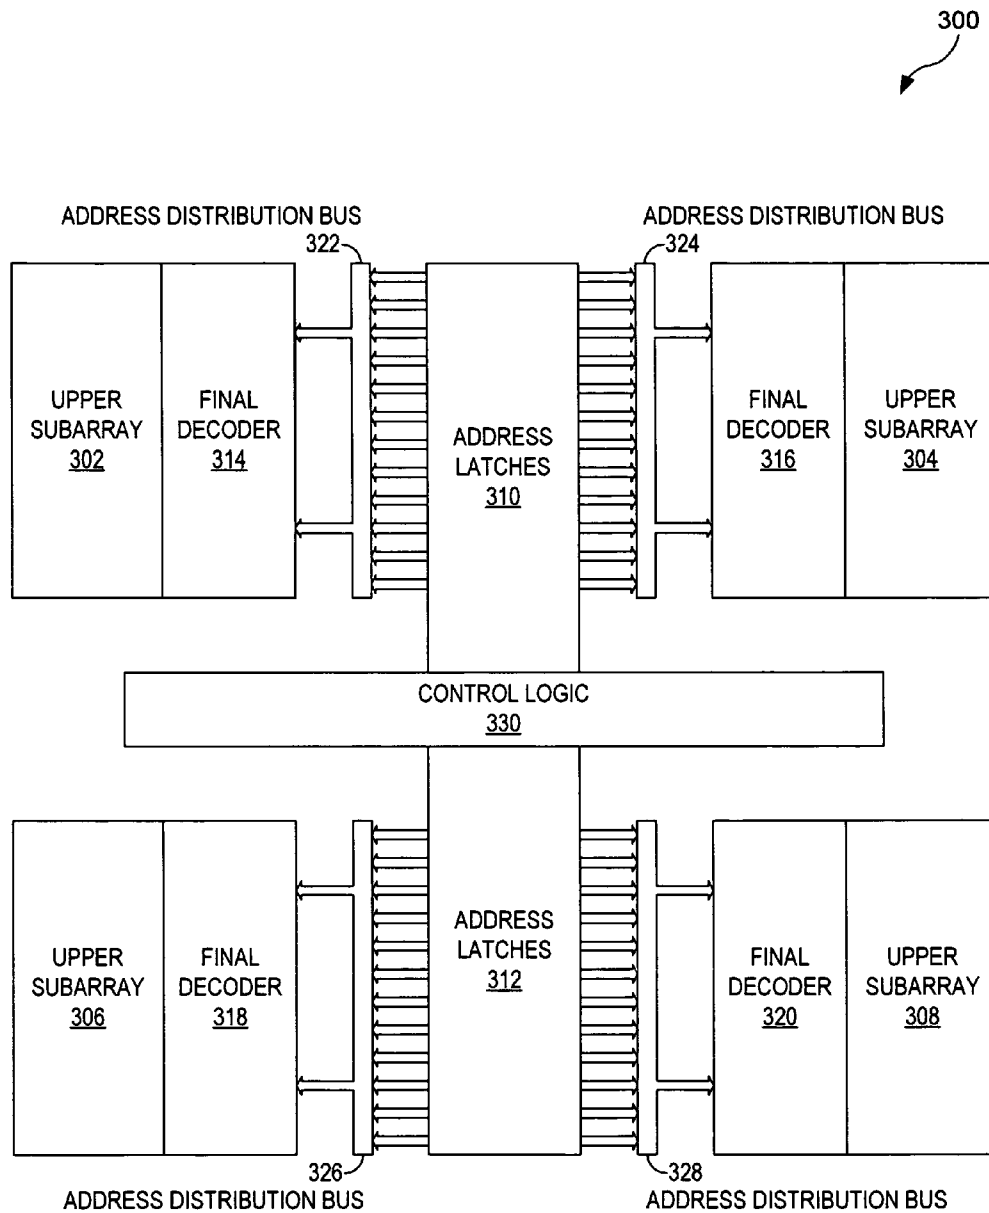 300
ADDRESS DISTRIBUTION BUS
322
ADDRESS DISTRIBUTION BUS
324
UPPER
SUBARRAY
302
FINAL
DECODER
314
ADDRESS
LATCHES
310
FINAL
DECODER
316
UPPER
SUBARRAY
304
CONTROL LOGIC
330
UPPER
SUBARRAY
306
FINAL
DECODER
318
ADDRESS
LATCHES
312
FINAL
DECODER
320
UPPER
SUBARRAY
308
326
ADDRESS DISTRIBUTION BUS
328
ADDRESS DISTRIBUTION BUS